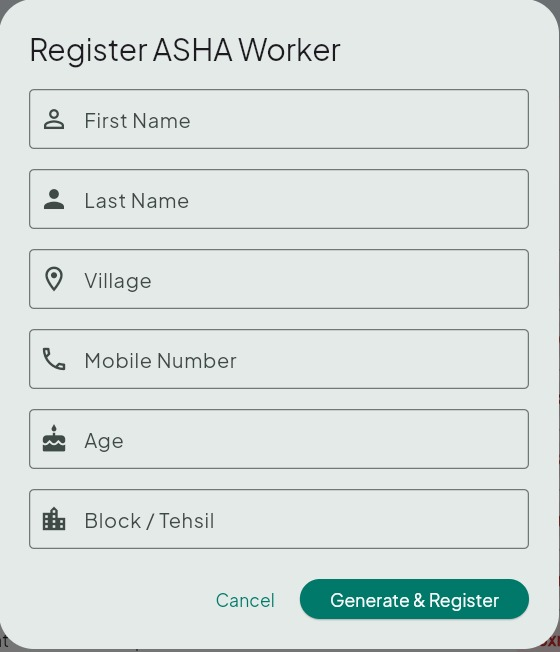 Register ASHA Worker
First Name
Last Name
Village
Mobile Number
Age
Block / Tehsil
Cancel
Generate & Register